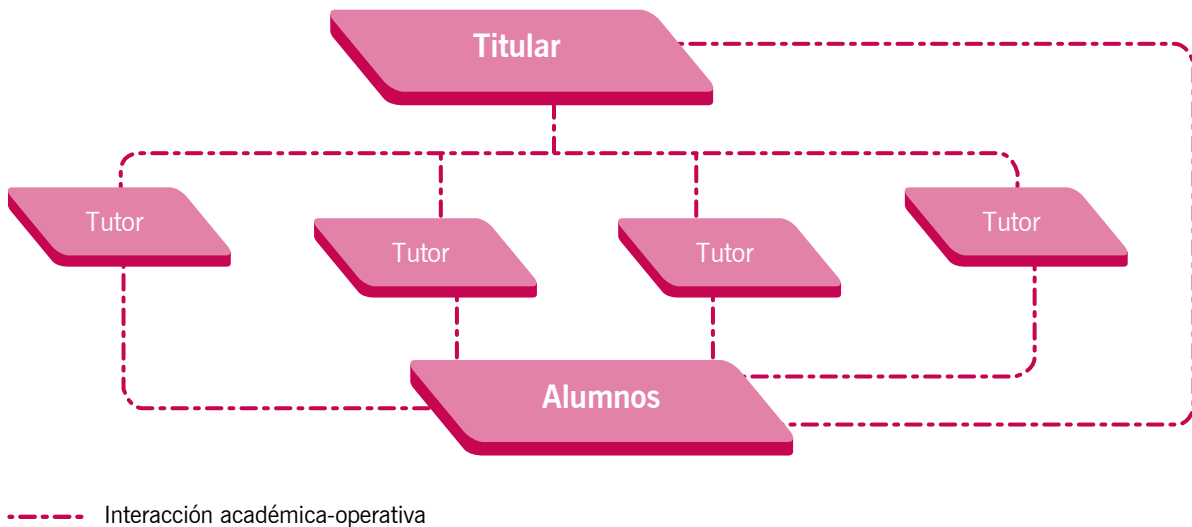 Titular
Tutor
Tutor
Tutor
Tutor
Alumnos
Interacción académica-operativa